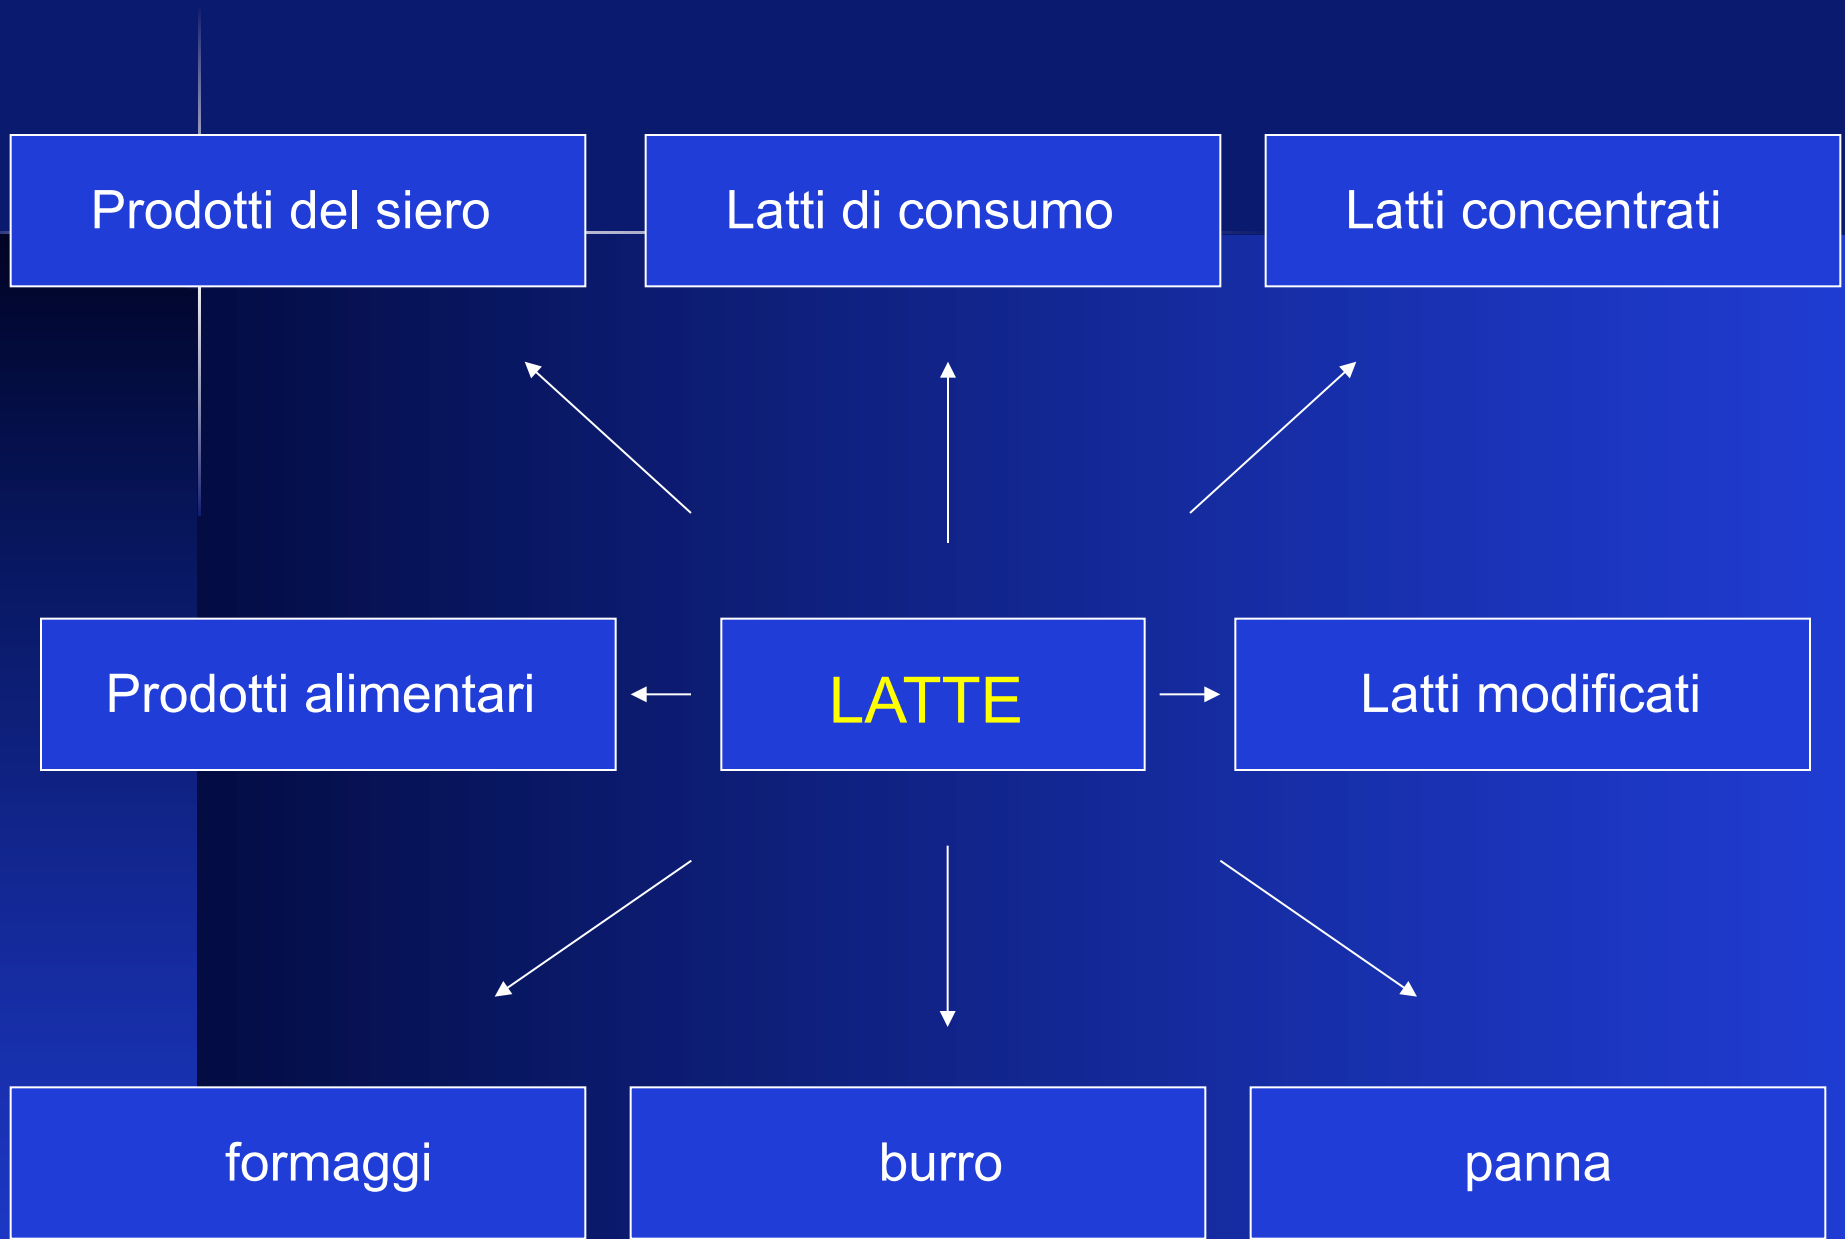 Prodotti del siero
Latti di consumo
Latti concentrati
Prodotti alimentari
LATTE
Latti modificati
formaggi
burro
panna